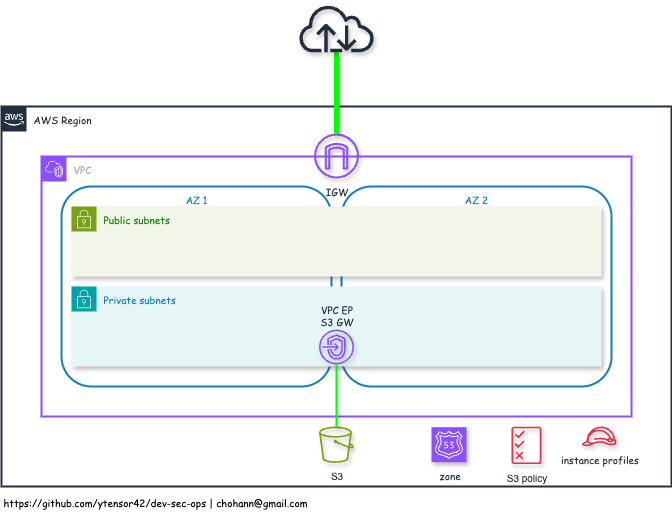 aws
AWS Region
VPC
IGW
AZ 1
AZ 2
Public subnets
Private subnets
VPC EP
S3 GW
S3
53
zone
S3 policy
instance profiles
https://github.com/ytensor42/dev-sec-ops | chohann@gmail.com